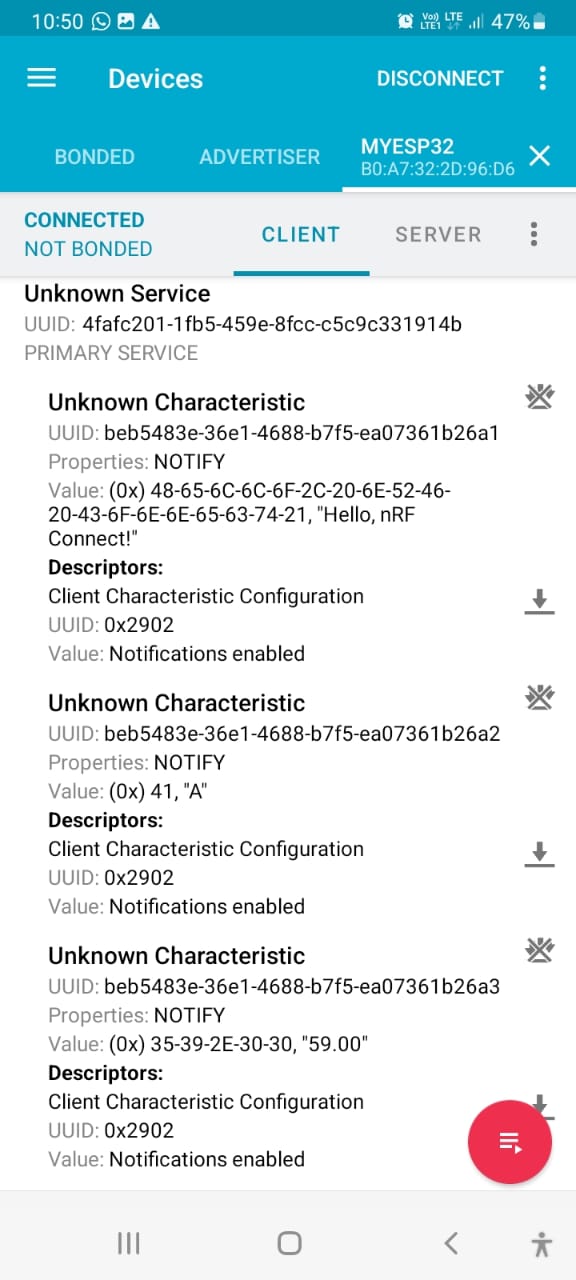 10:50
Vo) LTE
LTE1
47%
Devices
DISCONNECT
BONDED
ADVERTISER
MYESP32
B0:A7:32:2D:96:D6
CONNECTED
NOT BONDED
CLIENT
SERVER
Unknown Service
UUID: 4fafc201-1fb5-459e-8fcc-c5c9c331914b
PRIMARY SERVICE
Unknown Characteristic
UUID: beb5483e-36e1-4688-b7f5-ea07361b26a1
Properties: NOTIFY
Value: (0x) 48-65-6C-6C-6F-2C-20-6E-52-46-
20-43-6F-6E-6E-65-63-74-21, "Hello, nRF
Connect!"
Descriptors:
Client Characteristic Configuration
UUID: 0x2902
Value: Notifications enabled
Unknown Characteristic
UUID: beb5483e-36e1-4688-b7f5-ea07361b26a2
Properties: NOTIFY
Value: (0x) 41, "A"
Descriptors:
Client Characteristic Configuration
UUID: 0x2902
Value: Notifications enabled
Unknown Characteristic
UUID: beb5483e-36e1-4688-b7f5-ea07361b26a3
Properties: NOTIFY
Value: (0x) 35-39-2E-30-30, "59.00"
Descriptors:
Client Characteristic Configuration
UUID: 0x2902
Value: Notifications enabled